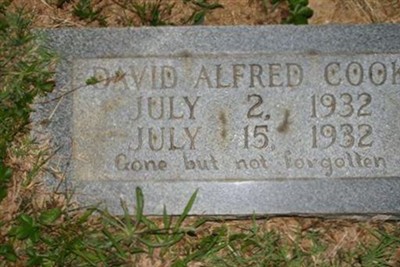 DAVID ALFRED COOK
JULY 2, 1932
JULY 15, 1932
Gone but not forgotten